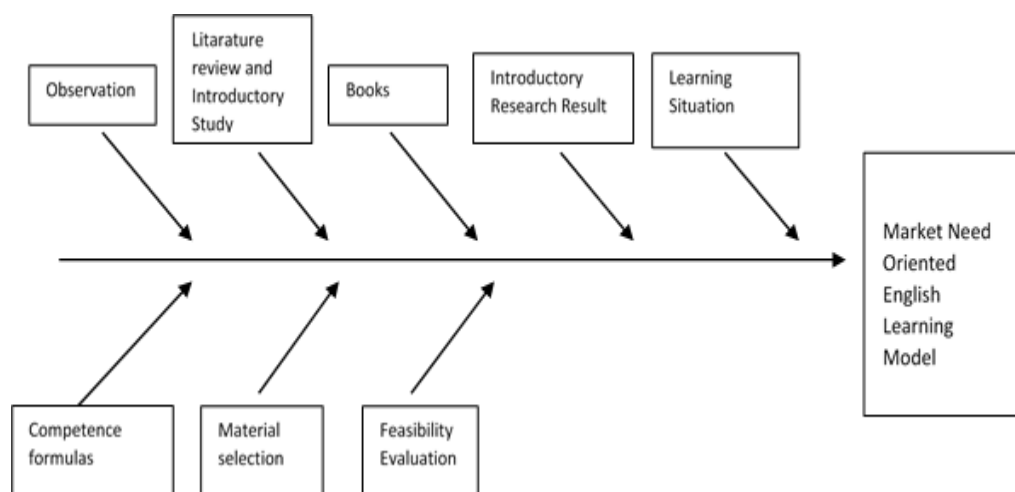 Observation
Litarature
review and
Introductory
Study
Books
Introductory
Research Result
Learning
Situation
Market Need
Oriented
English
Learning
Model
Competence
formulas
Material
selection
Feasibility
Evaluation